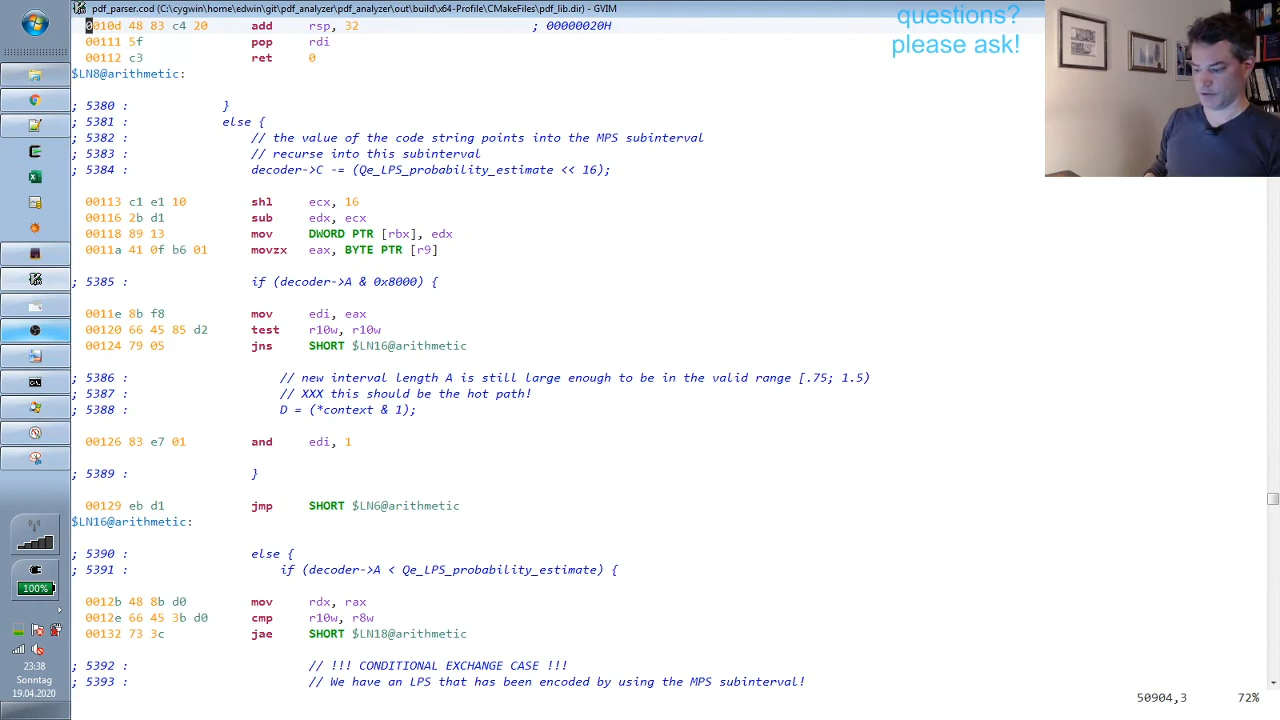 pdf_parser.cod (C:\cygwin\home\edwin\git\pdf_analyzer\pdf_analyzer\out\build\x64-Profile\CMakeFiles\pdf_lib.dir) - GVIM
questions?
please ask!
0010d 48 83 c4 20 add rsp, 32 ; 00000020H
00111 5f pop rdi
00112 c3 ret 0
$LN8@arithmetic:
; 5380 : }
; 5381 : else {
; 5382 : // the value of the code string points into the MPS subinterval
; 5383 : // recurse into this subinterval
; 5384 : decoder->C -= (Qe_LPS_probability_estimate << 16);
00113 c1 e1 10 shl ecx, 16
00116 2b d1 sub edx, ecx
00118 89 13 mov DWORD PTR [rbx], edx
0011a 41 0f b6 01 movzx eax, BYTE PTR [r9]
; 5385 : if (decoder->A & 0x8000) {
0011e 8b f8 mov edi, eax
00120 66 45 85 d2 test r10w, r10w
00124 79 05 jns SHORT $LN16@arithmetic
; 5386 : // new interval length A is still large enough to be in the valid range [.75; 1.5)
; 5387 : // XXX this should be the hot path!
; 5388 : D = (*context & 1);
00126 83 e7 01 and edi, 1
; 5389 : }
00129 eb d1 jmp SHORT $LN6@arithmetic
$LN16@arithmetic:
; 5390 : else {
; 5391 : if (decoder->A < Qe_LPS_probability_estimate) {
0012b 48 8b d0 mov rdx, rax
0012e 66 45 3b d0 cmp r10w, r8w
00132 73 3c jae SHORT $LN18@arithmetic
; 5392 : // !!! CONDITIONAL EXCHANGE CASE !!!
; 5393 : // We have an LPS that has been encoded by using the MPS subinterval!
50904,3 72%
100%
23:38
Sonntag
19.04.2020